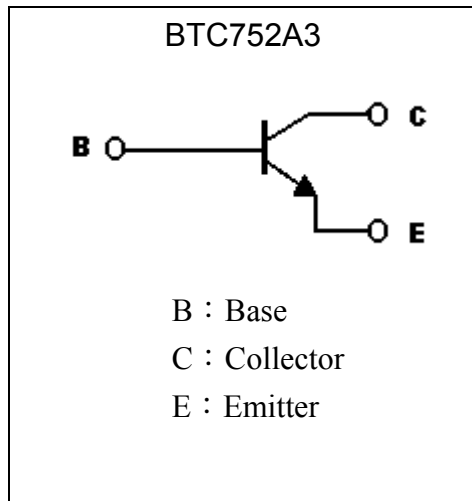 BTC752A3
C
B
E
B：Base
C：Collector
E：Emitter